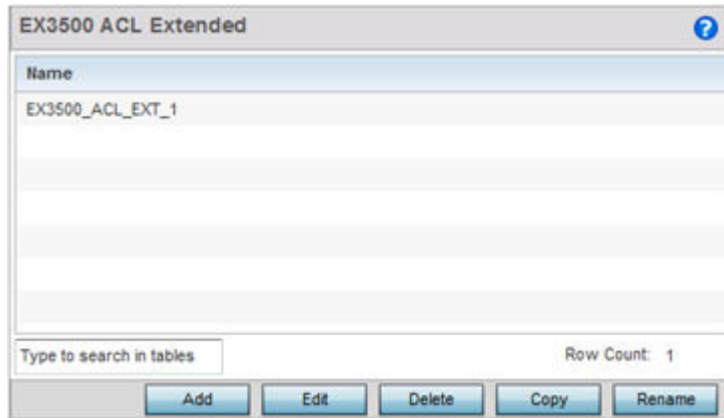 EX3500 ACL Extended ?
Name
EX3500_ACL_EXT_1
Type to search in tables Row Count: 1
Add Edit Delete Copy Rename